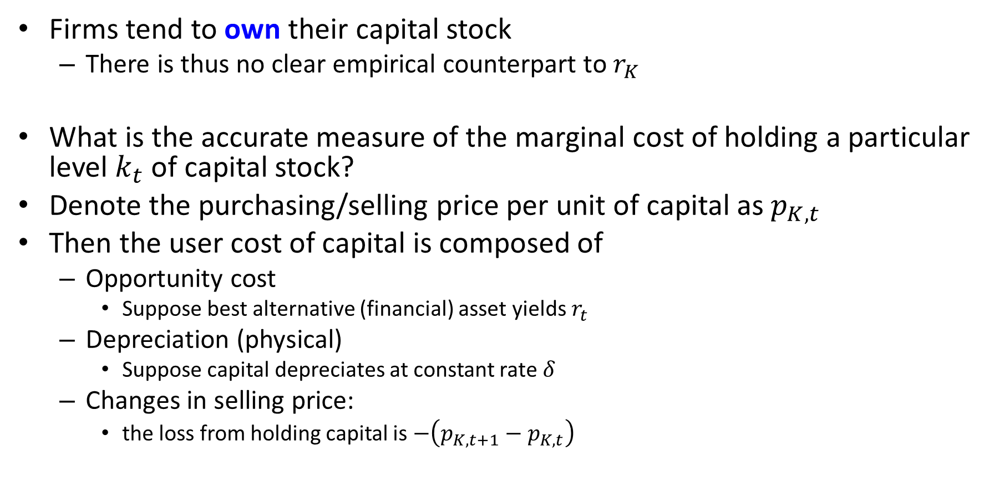 • Firms tend to own their capital stock
– There is thus no clear empirical counterpart to r_K
• What is the accurate measure of the marginal cost of holding a particular
level k_t of capital stock?
• Denote the purchasing/selling price per unit of capital as p_{K,t}
• Then the user cost of capital is composed of
– Opportunity cost
• Suppose best alternative (financial) asset yields r_t
– Depreciation (physical)
• Suppose capital depreciates at constant rate δ
– Changes in selling price:
• the loss from holding capital is −(p_{K,t+1} − p_{K,t})